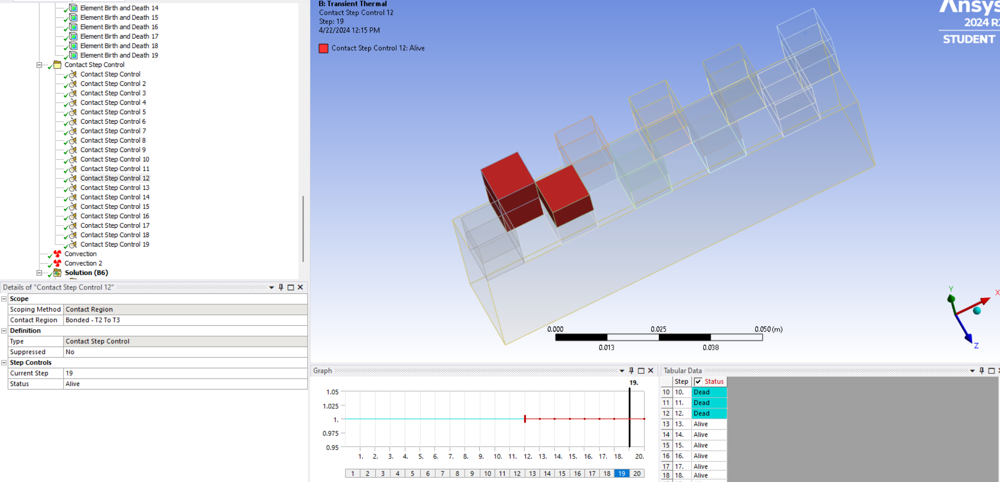 Element Birth and Death 14
Element Birth and Death 15
Element Birth and Death 16
Element Birth and Death 17
Element Birth and Death 18
Element Birth and Death 19
Contact Step Control
Contact Step Control
Contact Step Control 2
Contact Step Control 3
Contact Step Control 4
Contact Step Control 5
Contact Step Control 6
Contact Step Control 7
Contact Step Control 8
Contact Step Control 9
Contact Step Control 10
Contact Step Control 11
Contact Step Control 12
Contact Step Control 13
Contact Step Control 14
Contact Step Control 15
Contact Step Control 16
Contact Step Control 17
Contact Step Control 18
Contact Step Control 19
Convection
Convection 2
Solution (B6)
Details of "Contact Step Control 12"
Scope
Scoping Method Contact Region
Contact Region Bonded - T2 To T3
Definition
Type Contact Step Control
Suppressed No
Step Controls
Current Step 19
Status Alive
B: Transient Thermal
Contact Step Control 12
Step: 19
4/22/2024 12:15 PM
Contact Step Control 12: Alive
Ansys
2024 R
STUDENT
Y
X
Z
0.000 0.025 0.050 (m)
0.013 0.038
Graph
19.
1.05
1.025
1.
0.975
0.95
1. 2. 3. 4. 5. 6. 7. 8. 9. 10. 11. 12. 13. 14. 15. 16. 17. 18. 20.
1 2 3 4 5 6 7 8 9 10 11 12 13 14 15 16 17 18 19 20
Tabular Data
Step Status
10 10. Dead
11 11. Dead
12 12. Dead
13 13. Alive
14 14. Alive
15 15. Alive
16 16. Alive
17 17. Alive
18 18. Alive